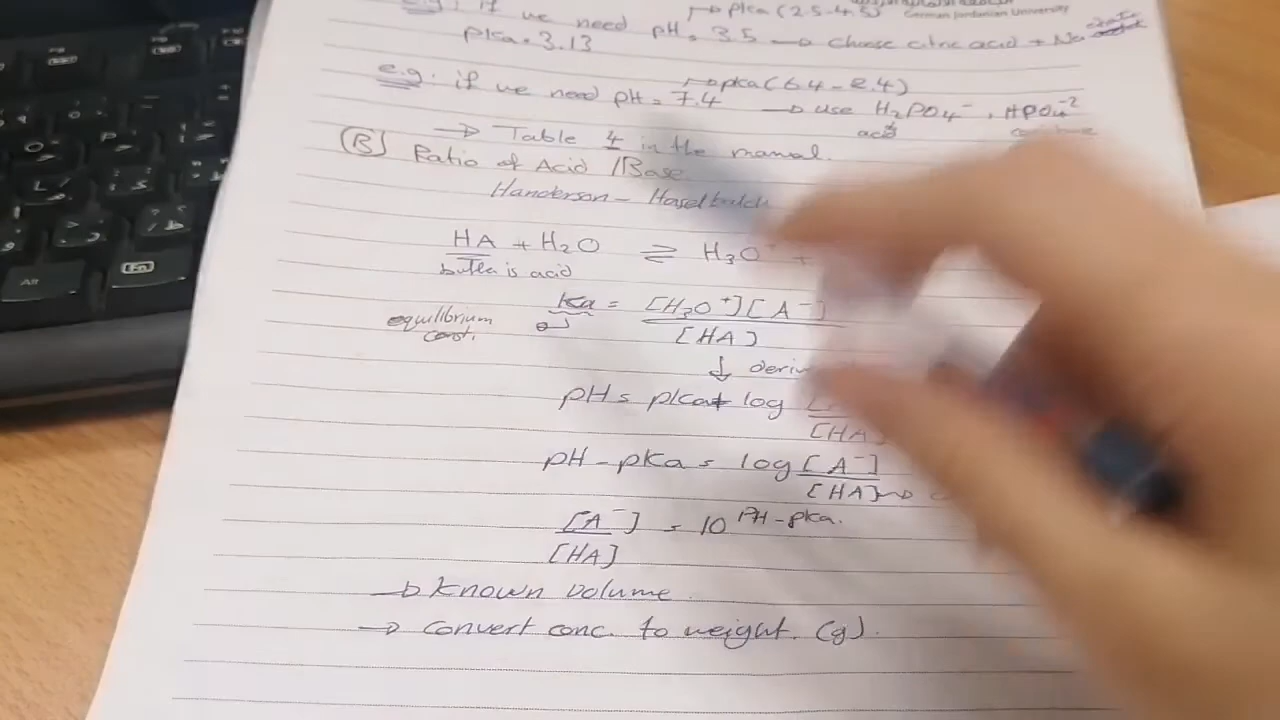 e.g. if we need pH = 3.5 → choose citric acid + Na
pka (2.5-4.5)
German Jordanian University
pka = 3.13
e.g. if we need pH = 7.4 → use H₂PO₄⁻, HPO₄⁻²
pka (6.4 - 8.4)
acid
→ Table 4 in the manual.
(B) Ratio of Acid / Base
Handerson - Haselbalch
HA + H₂O ⇌ H₃O⁺ +
buffer is acid
Ka = [H₃O⁺][A⁻]
[HA]
equilibrium
const.
↓
pH = pka + log
[HA]
pH - pKa = log [A⁻]
[HA]
[A⁻] = 10 pH - pka.
[HA]
→ known volume.
→ convert conc. to weight. (g).
Alt
Fn